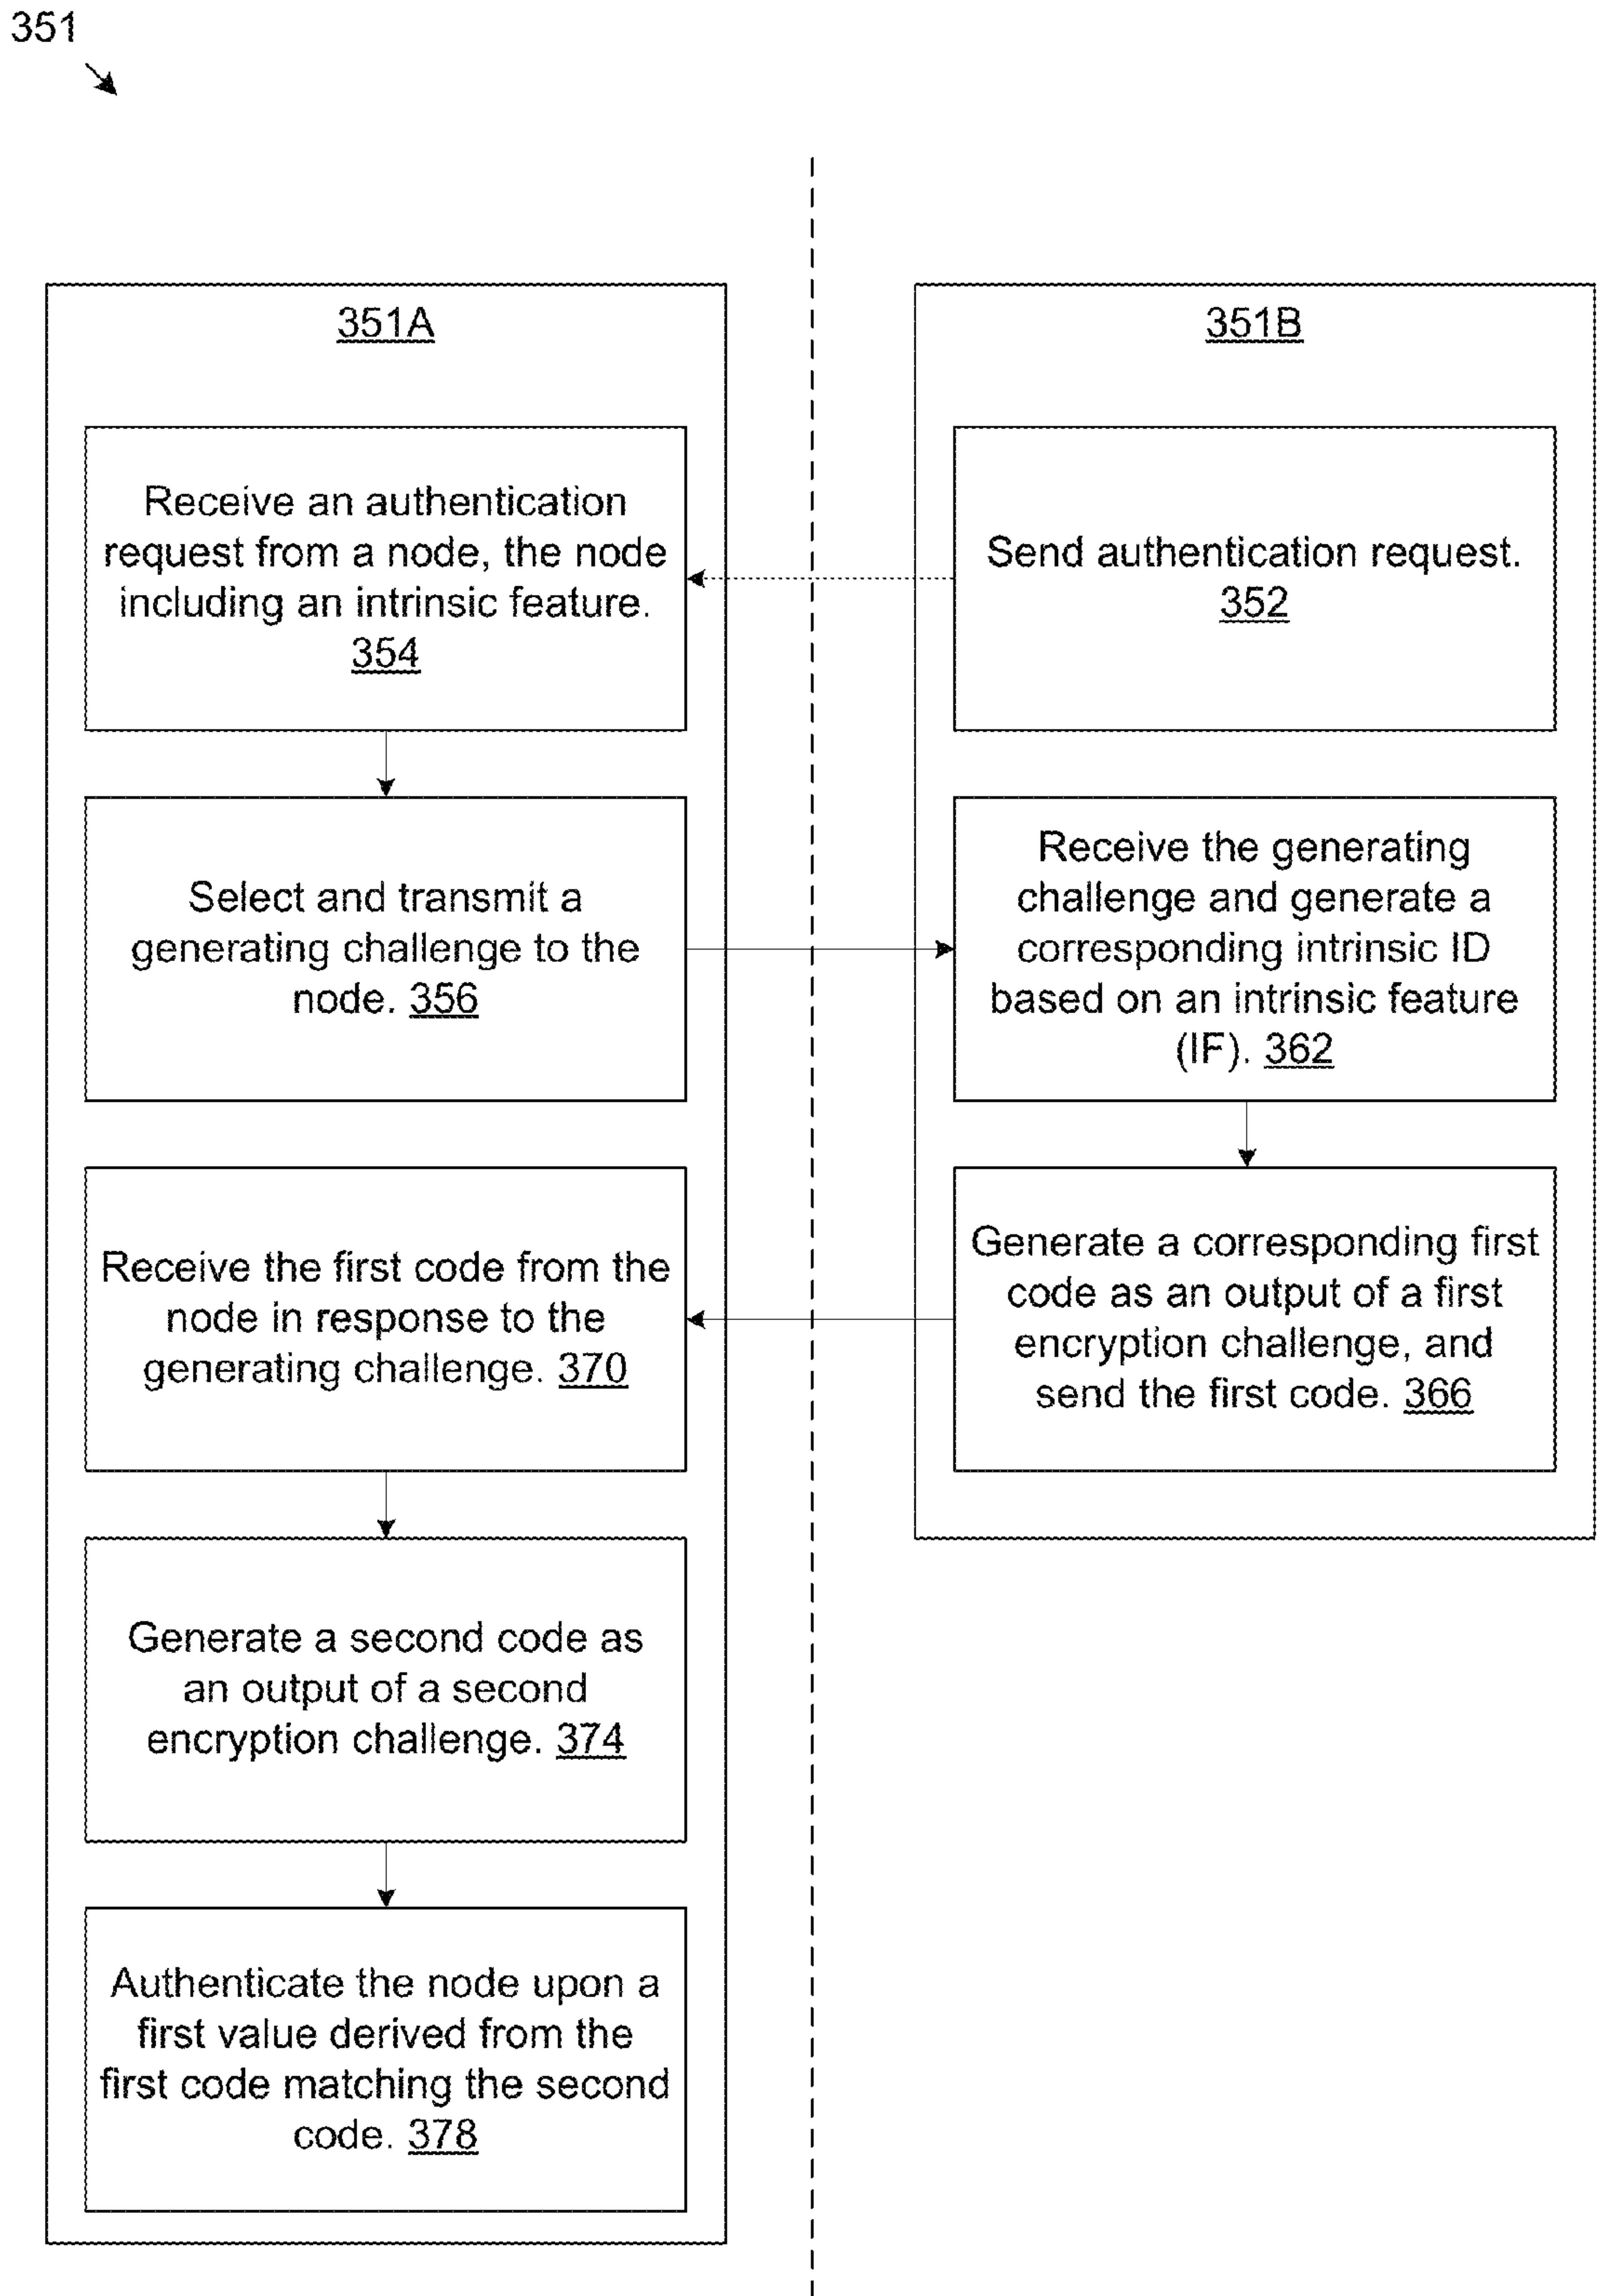 351
351A
Receive an authentication
request from a node, the node
including an intrinsic feature.
354
Select and transmit a
generating challenge to the
node. 356
Receive the first code from the
node in response to the
generating challenge. 370
Generate a second code as
an output of a second
encryption challenge. 374
Authenticate the node upon a
first value derived from the
first code matching the second
code. 378
351B
Send authentication request.
352
Receive the generating
challenge and generate a
corresponding intrinsic ID
based on an intrinsic feature
(IF). 362
Generate a corresponding first
code as an output of a first
encryption challenge, and
send the first code. 366